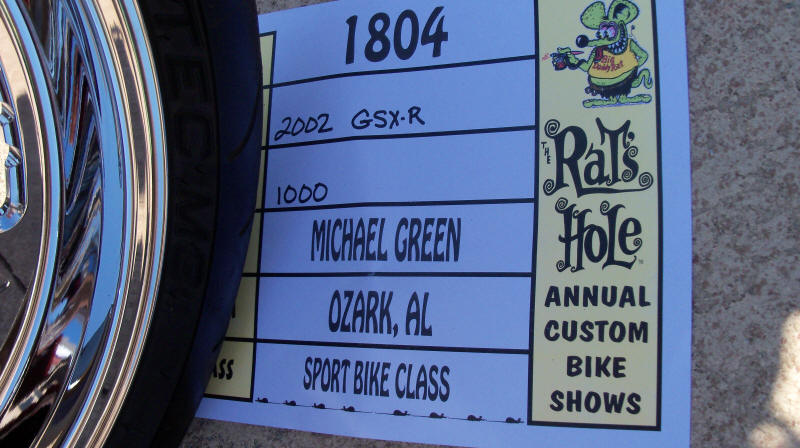 1804
2002 GSX-R
1000
MICHAEL GREEN
OZARK, AL
SPORT BIKE CLASS
THE
RAT'S
HOLE
ANNUAL
CUSTOM
BIKE
SHOWS